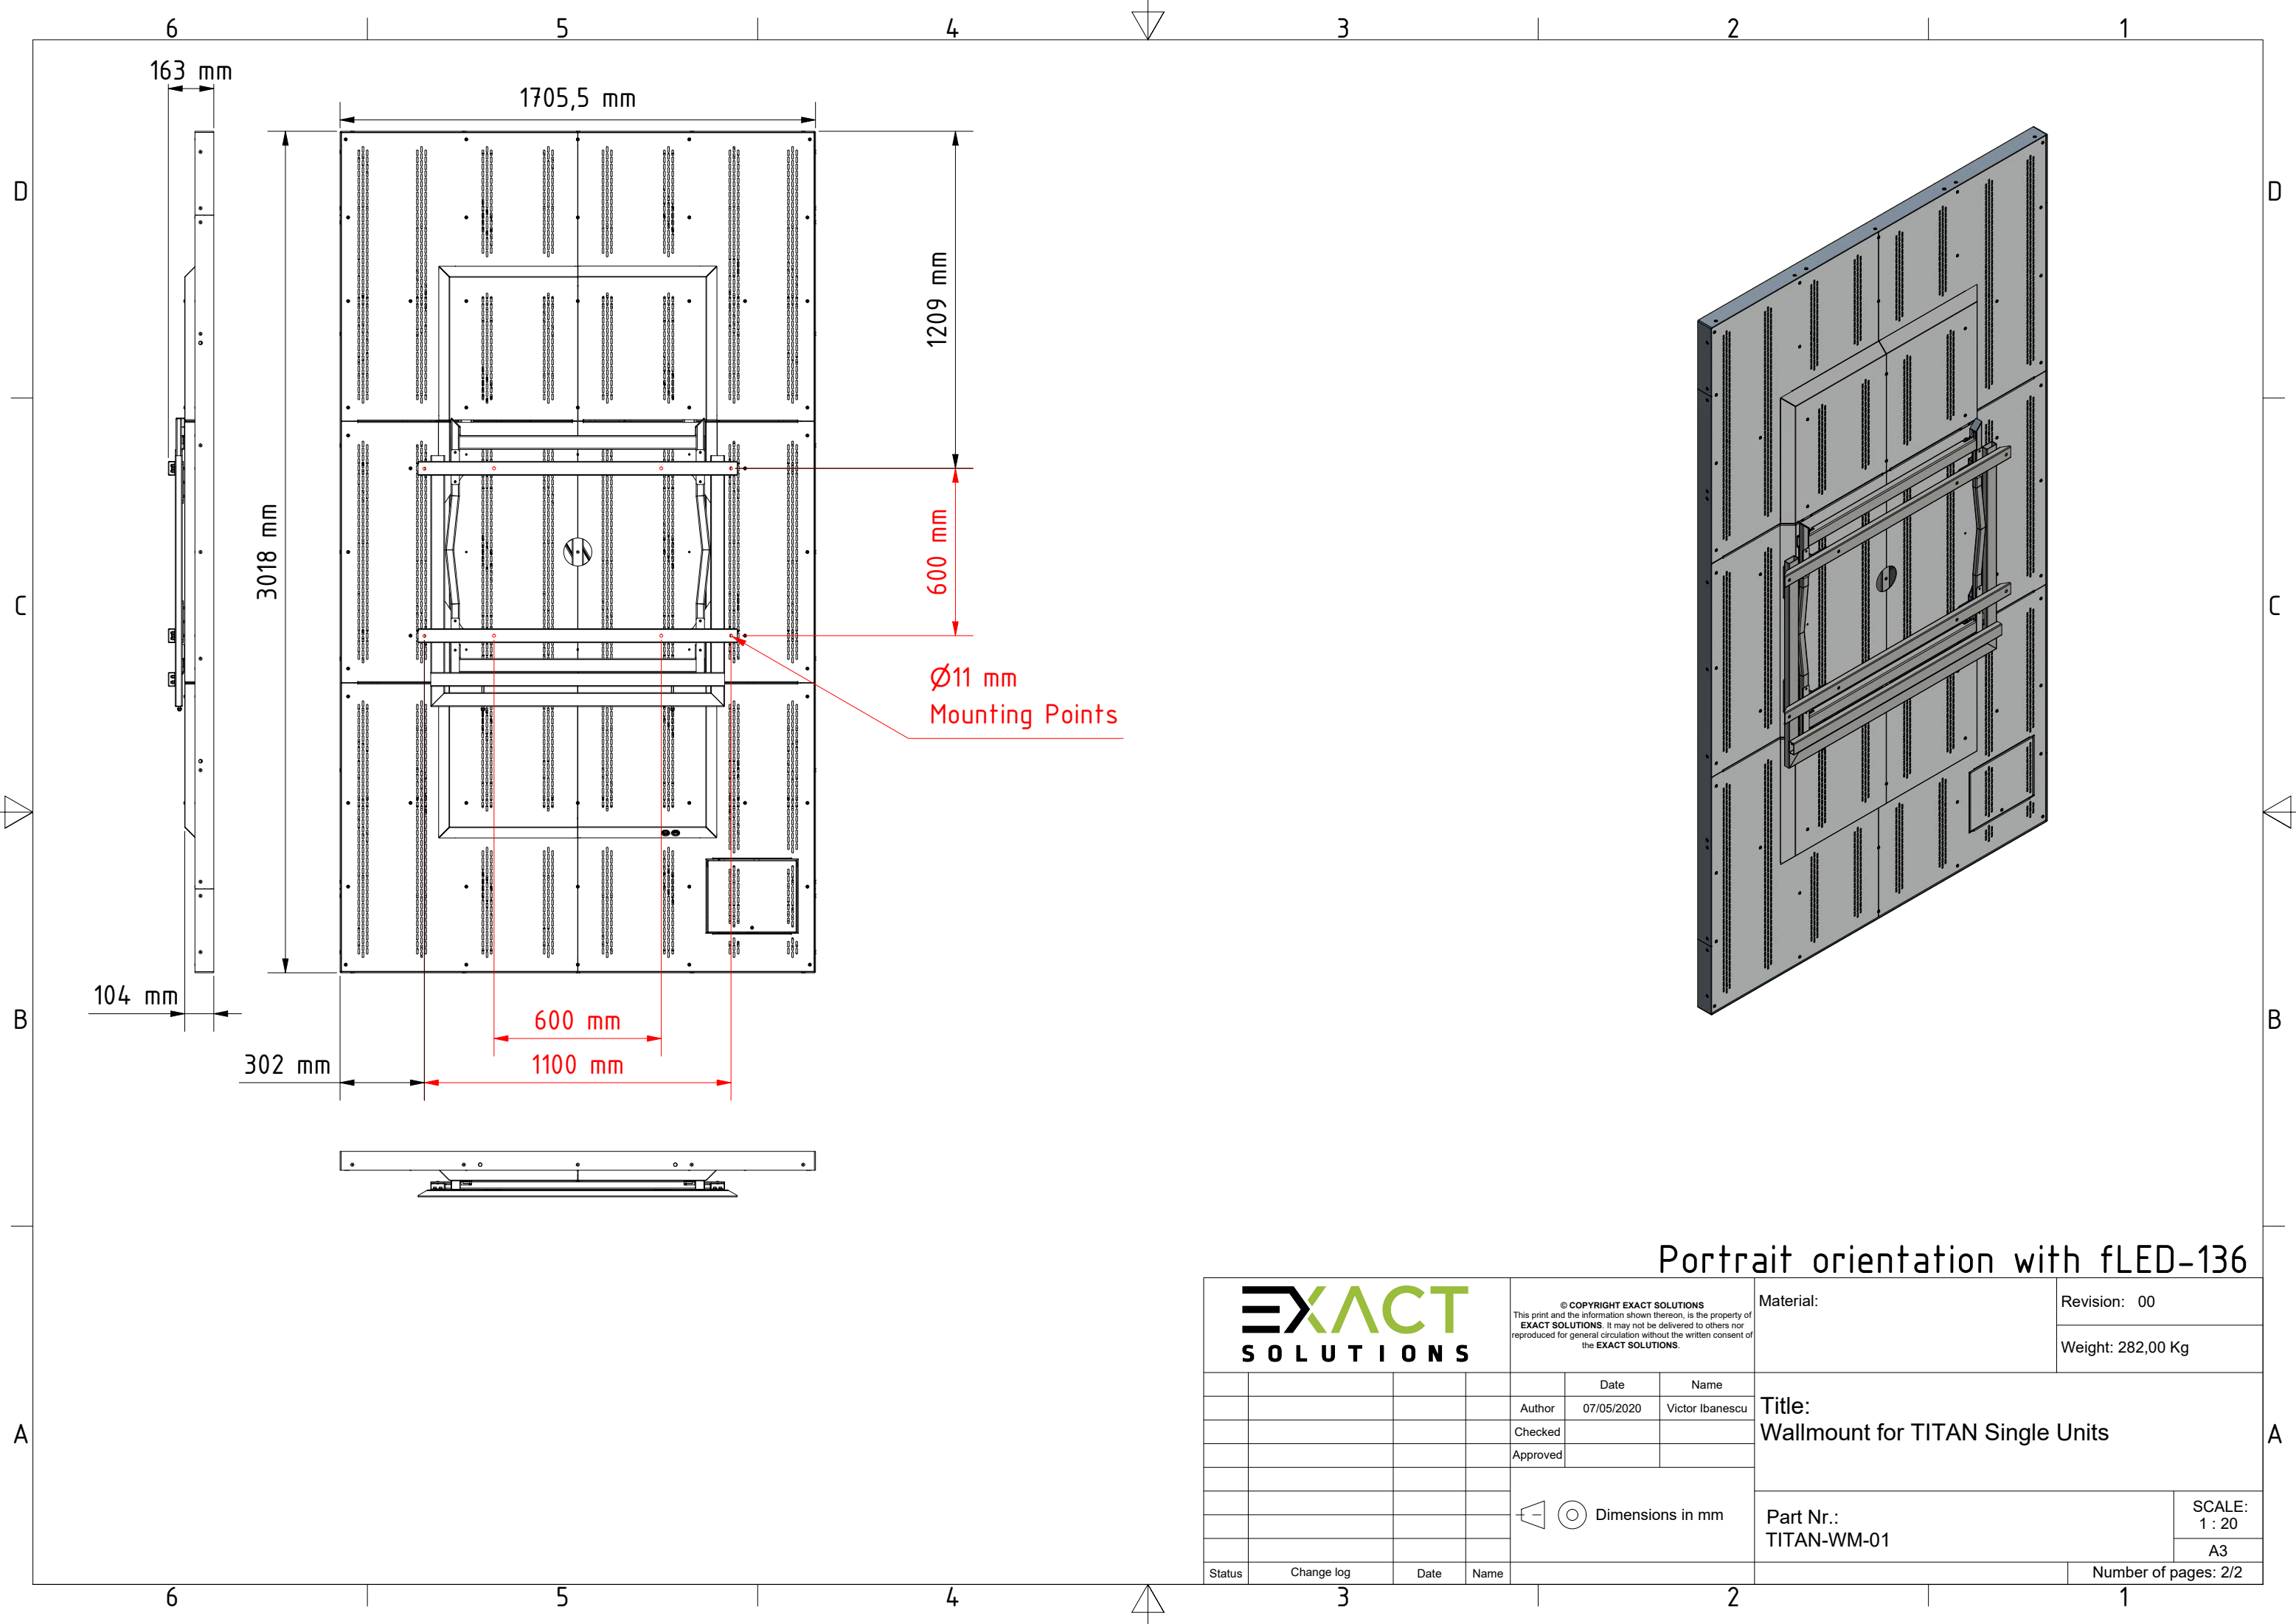 6 5 4 3 2 1
163 mm
1705,5 mm
D D
1209 mm
3018 mm
600 mm
C C
Ø11 mm
Mounting Points
104 mm
B B
600 mm
302 mm
1100 mm
Portrait orientation with fLED-136
EXACT
SOLUTIONS
© COPYRIGHT EXACT SOLUTIONS
This print and the information shown thereon, is the property of
EXACT SOLUTIONS. It may not be delivered to others nor
reproduced for general circulation without the written consent of
the EXACT SOLUTIONS.
Material:
Revision: 00
Weight: 282,00 Kg
Date Name
Author 07/05/2020 Victor Ibanescu
Checked
Approved
Title:
Wallmount for TITAN Single Units
A A
Dimensions in mm
Part Nr.:
TITAN-WM-01
SCALE:
1 : 20
A3
Status Change log Date Name
Number of pages: 2/2
6 5 4 3 2 1